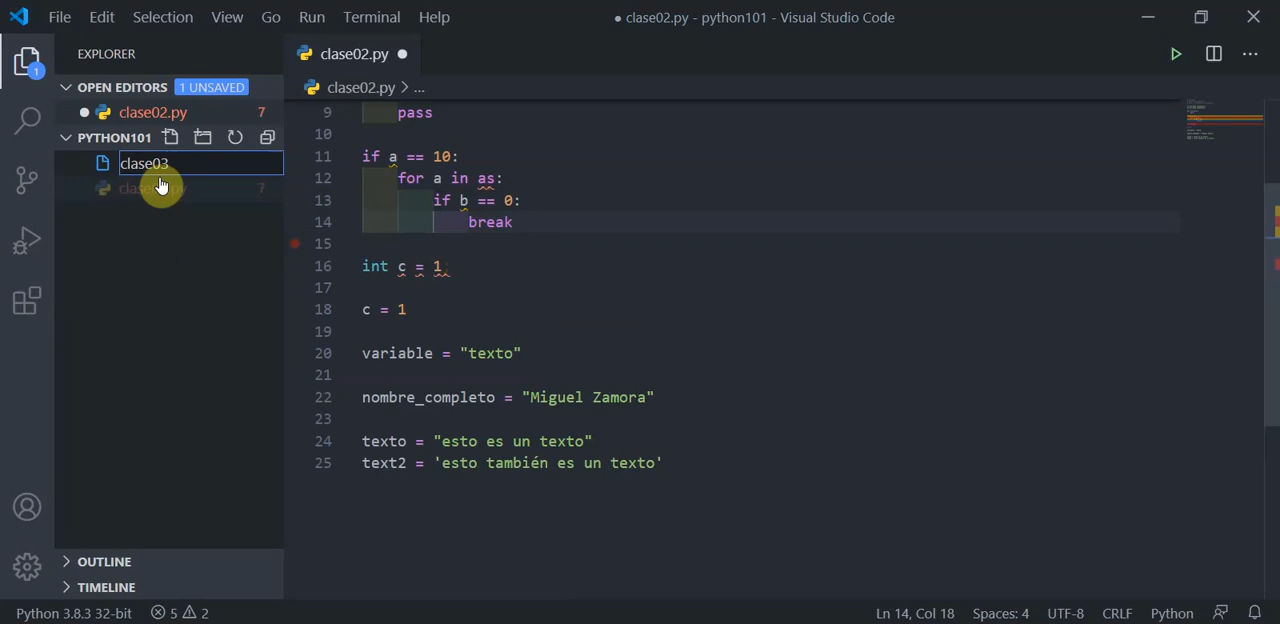 File Edit Selection View Go Run Terminal Help
● clase02.py - python101 - Visual Studio Code
EXPLORER
clase02.py
OPEN EDITORS 1 UNSAVED
clase02.py > ...
clase02.py 7
PYTHON101
clase03
7
9 pass
10
11 if a == 10:
12 for a in as:
13 if b == 0:
14 break
15
16 int c = 1
17
18 c = 1
19
20 variable = "texto"
21
22 nombre_completo = "Miguel Zamora"
23
24 texto = "esto es un texto"
25 text2 = 'esto también es un texto'
1
OUTLINE
TIMELINE
Python 3.8.3 32-bit 5 2 Ln 14, Col 18 Spaces: 4 UTF-8 CRLF Python